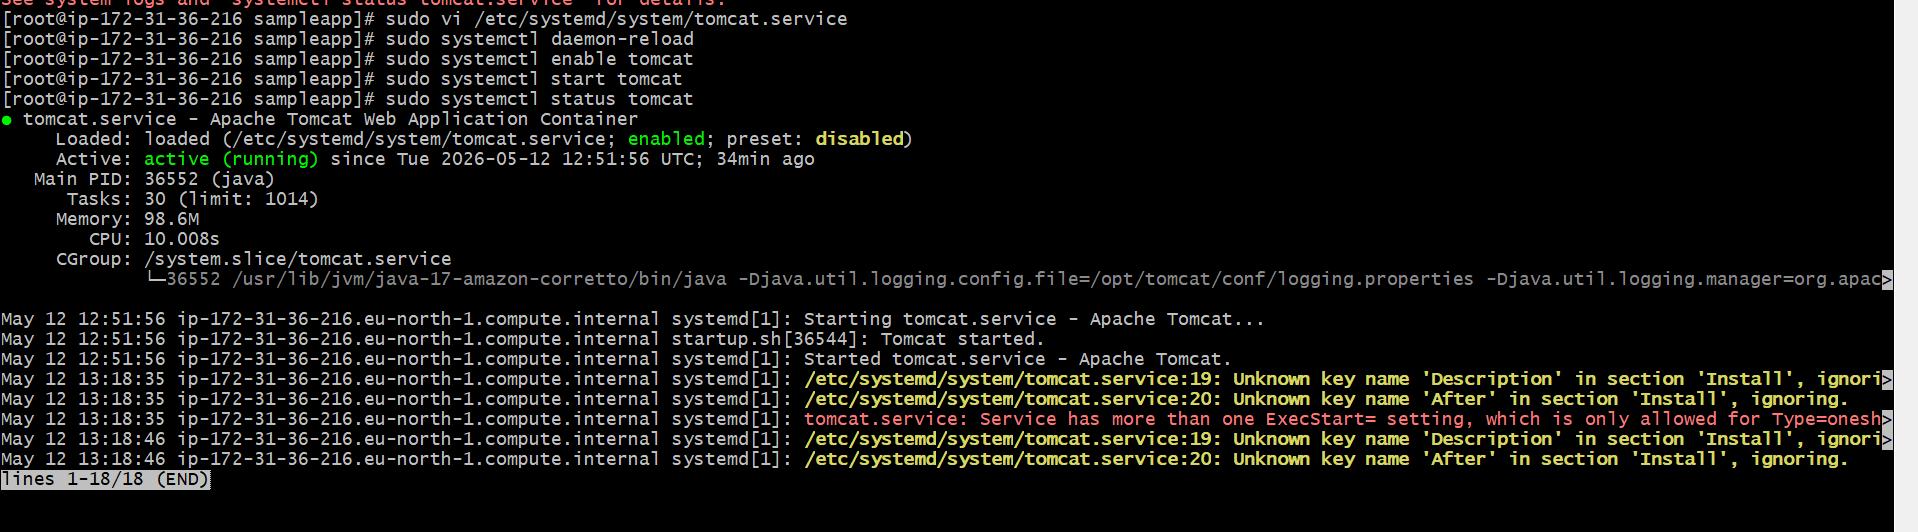 See system logs and 'systemctl status tomcat.service' for details.
[root@ip-172-31-36-216 sampleapp]# sudo vi /etc/systemd/system/tomcat.service
[root@ip-172-31-36-216 sampleapp]# sudo systemctl daemon-reload
[root@ip-172-31-36-216 sampleapp]# sudo systemctl enable tomcat
[root@ip-172-31-36-216 sampleapp]# sudo systemctl start tomcat
[root@ip-172-31-36-216 sampleapp]# sudo systemctl status tomcat
● tomcat.service - Apache Tomcat Web Application Container
Loaded: loaded (/etc/systemd/system/tomcat.service; enabled; preset: disabled)
Active: active (running) since Tue 2026-05-12 12:51:56 UTC; 34min ago
Main PID: 36552 (java)
Tasks: 30 (limit: 1014)
Memory: 98.6M
CPU: 10.008s
CGroup: /system.slice/tomcat.service
└─36552 /usr/lib/jvm/java-17-amazon-corretto/bin/java -Djava.util.logging.config.file=/opt/tomcat/conf/logging.properties -Djava.util.logging.manager=org.apac>
May 12 12:51:56 ip-172-31-36-216.eu-north-1.compute.internal systemd[1]: Starting tomcat.service - Apache Tomcat...
May 12 12:51:56 ip-172-31-36-216.eu-north-1.compute.internal startup.sh[36544]: Tomcat started.
May 12 12:51:56 ip-172-31-36-216.eu-north-1.compute.internal systemd[1]: Started tomcat.service - Apache Tomcat.
May 12 13:18:35 ip-172-31-36-216.eu-north-1.compute.internal systemd[1]: /etc/systemd/system/tomcat.service:19: Unknown key name 'Description' in section 'Install', ignori>
May 12 13:18:35 ip-172-31-36-216.eu-north-1.compute.internal systemd[1]: /etc/systemd/system/tomcat.service:20: Unknown key name 'After' in section 'Install', ignoring.
May 12 13:18:35 ip-172-31-36-216.eu-north-1.compute.internal systemd[1]: tomcat.service: Service has more than one ExecStart= setting, which is only allowed for Type=onesh>
May 12 13:18:46 ip-172-31-36-216.eu-north-1.compute.internal systemd[1]: /etc/systemd/system/tomcat.service:19: Unknown key name 'Description' in section 'Install', ignori>
May 12 13:18:46 ip-172-31-36-216.eu-north-1.compute.internal systemd[1]: /etc/systemd/system/tomcat.service:20: Unknown key name 'After' in section 'Install', ignoring.
lines 1-18/18 (END)